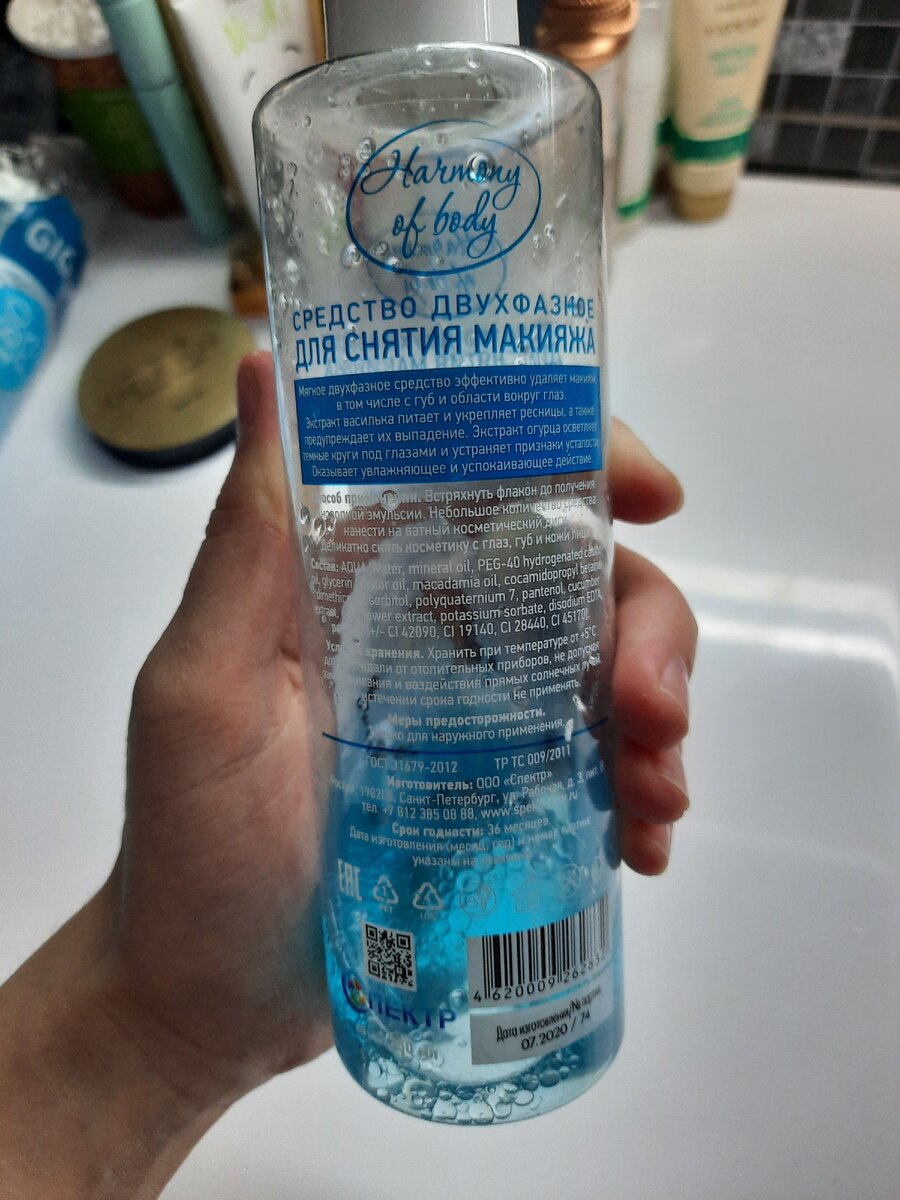 Harmony
of body
СРЕДСТВО ДВУХФАЗНОЕ
ДЛЯ СНЯТИЯ МАКИЯЖА
Мягкое двухфазное средство эффективно удаляет макияж,
в том числе с губ и области вокруг глаз.
Экстракт василька питает и укрепляет ресницы, а также
предупреждает их выпадение. Экстракт огурца осветляет
темные круги под глазами и устраняет признаки усталости.
Оказывает увлажняющее и успокаивающее действие.
применения. Встряхнуть флакон до получения
эмульсии. Небольшое количество средства
нанести на ватный косметический диск,
деликатно снять косметику с глаз, губ и кожи лица.
Состав: AQUA/water, mineral oil, PEG-40 hydrogenated castor
oil, glycerin, castor oil, macadamia oil, cocamidopropyl betaine,
sorbitol, polyquaternium 7, pantenol, cucumber
extract, flower extract, potassium sorbate, disodium EDTA,
+/- CI 42090, CI 19140, CI 28440, CI 45170.
хранения. Хранить при температуре от +5°С
вдали от отопительных приборов, не допуская
и воздействия прямых солнечных лучей.
истечении срока годности не применять.
Меры предосторожности.
Только для наружного применения.
ГОСТ 31679-2012 ТР ТС 009/2011
Изготовитель: ООО «Спектр»
Россия, Санкт-Петербург, ул. Рабочая, д. 3, лит.
тел. +7 812 385 08 88,
Срок годности: 36 месяцев.
Дата изготовления (месяц, год) и номер партии
указаны на
EAC
СПЕКТР
4 620009 26283
Дата изготовления/№ партии
07.2020 / 74
GIC